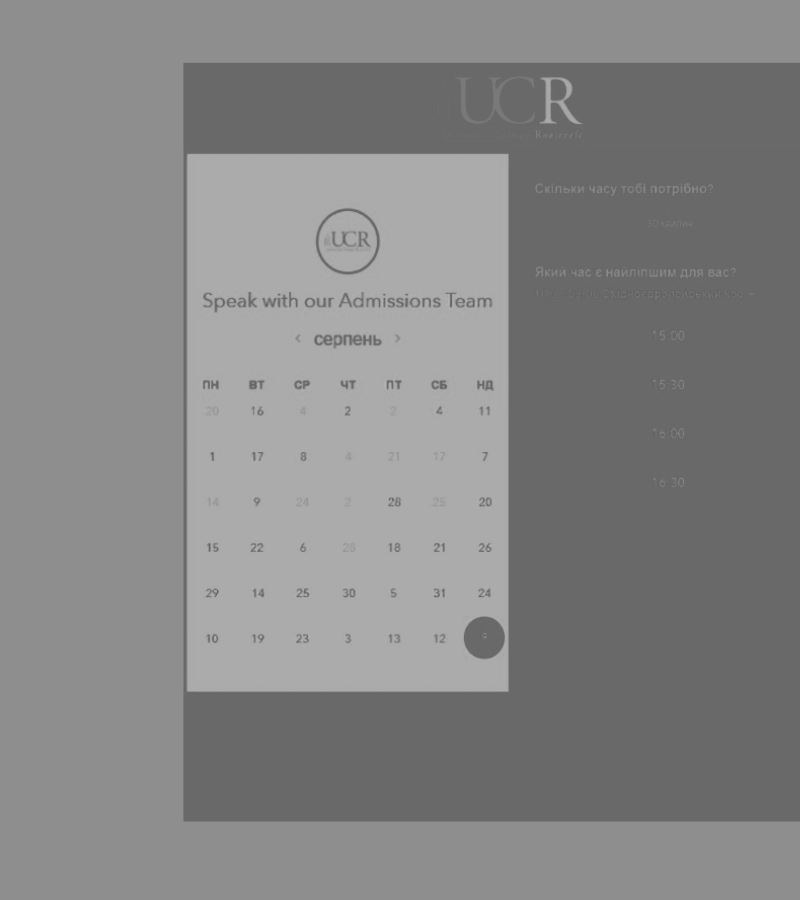 UCR
Roosevelt
UCR
Speak with our Admissions Team
‹ серпень ›
ПН ВТ СР ЧТ ПТ СБ НД
20 16 4 2 2 4 11
1 17 8 4 21 17 7
14 9 24 2 28 25 20
15 22 6 28 18 21 26
29 14 25 30 5 31 24
10 19 23 3 13 12 9
Скільки часу тобі потрібно?
30 хвилин
Який час є найліпшим для вас?
15:00
15:30
16:00
16:30